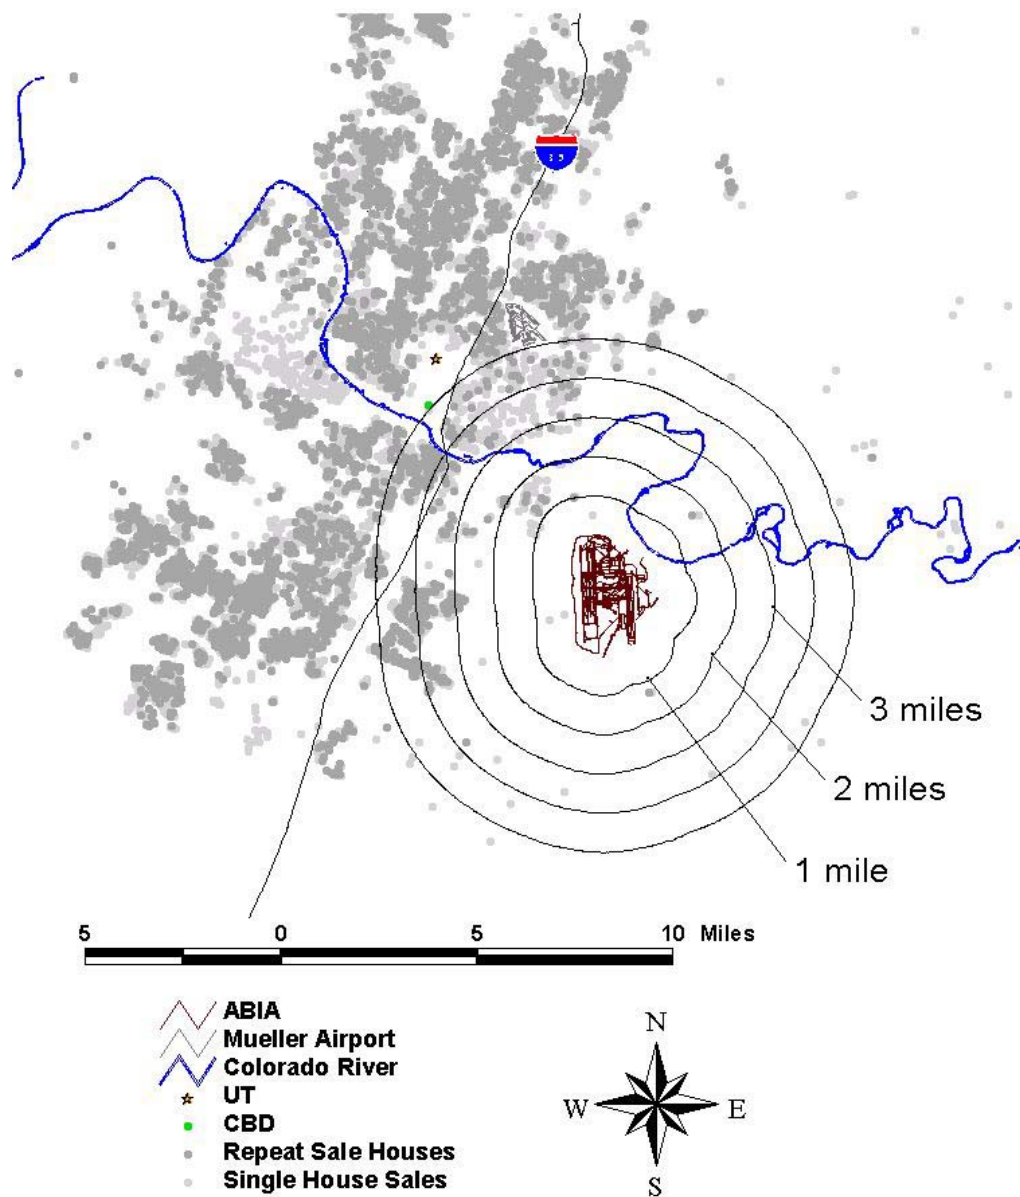 35
3 miles
2 miles
1 mile
5 0 5 10 Miles
ABIA
Mueller Airport
Colorado River
UT
CBD
Repeat Sale Houses
Single House Sales
N
W E
S